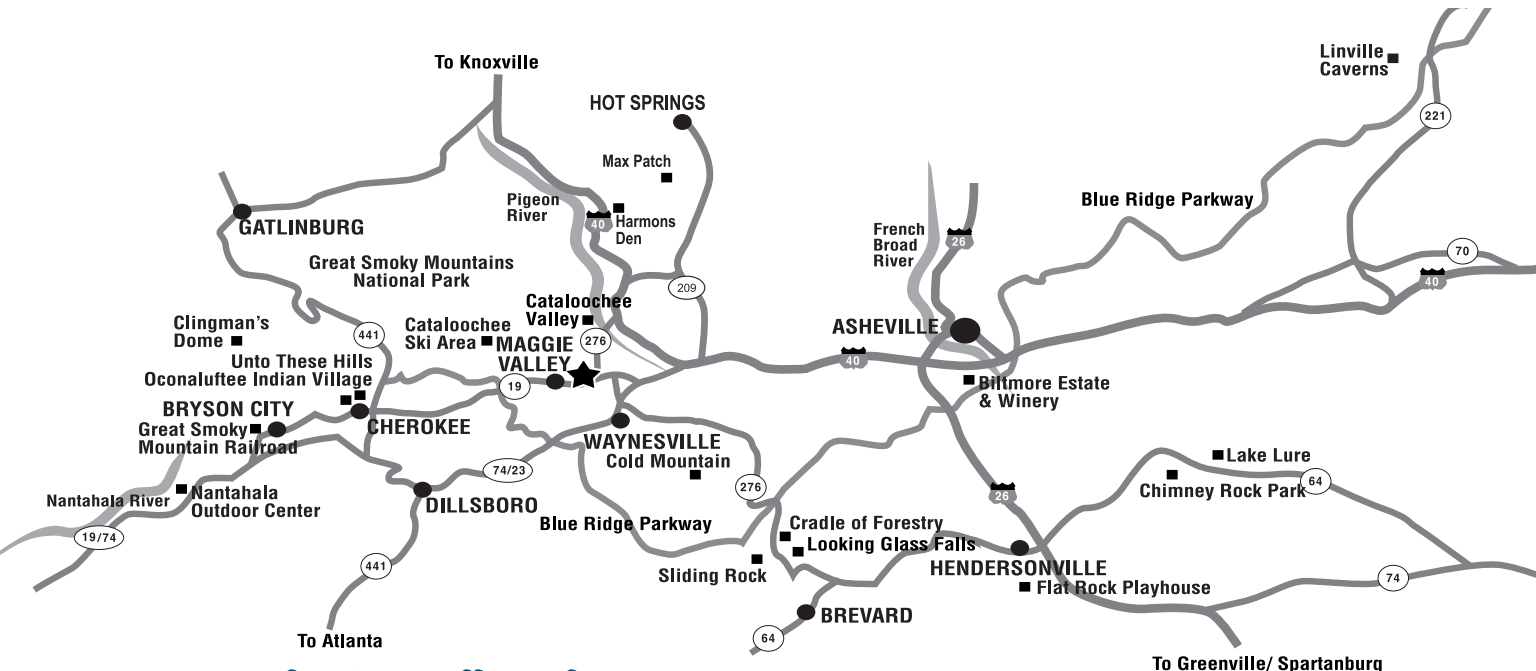 To Knoxville
HOT SPRINGS
Linville
Caverns
221
Max Patch
Pigeon
River
40
Harmons
Den
Blue Ridge Parkway
GATLINBURG
French
Broad
River
26
70
40
Great Smoky Mountains
National Park
209
Cataloochee
Valley
Clingman's
Dome
441
Cataloochee
Ski Area
276
MAGGIE
VALLEY
ASHEVILLE
40
Unto These Hills
Oconaluftee Indian Village
19
Biltmore Estate
& Winery
BRYSON CITY
Great Smoky
Mountain Railroad
CHEROKEE
WAYNESVILLE
Cold Mountain
74/23
Lake Lure
Chimney Rock Park
64
276
26
Nantahala River
Nantahala
Outdoor Center
DILLSBORO
Blue Ridge Parkway
Cradle of Forestry
Looking Glass Falls
19/74
441
Sliding Rock
HENDERSONVILLE
Flat Rock Playhouse
74
BREVARD
64
To Atlanta
To Greenville/ Spartanburg